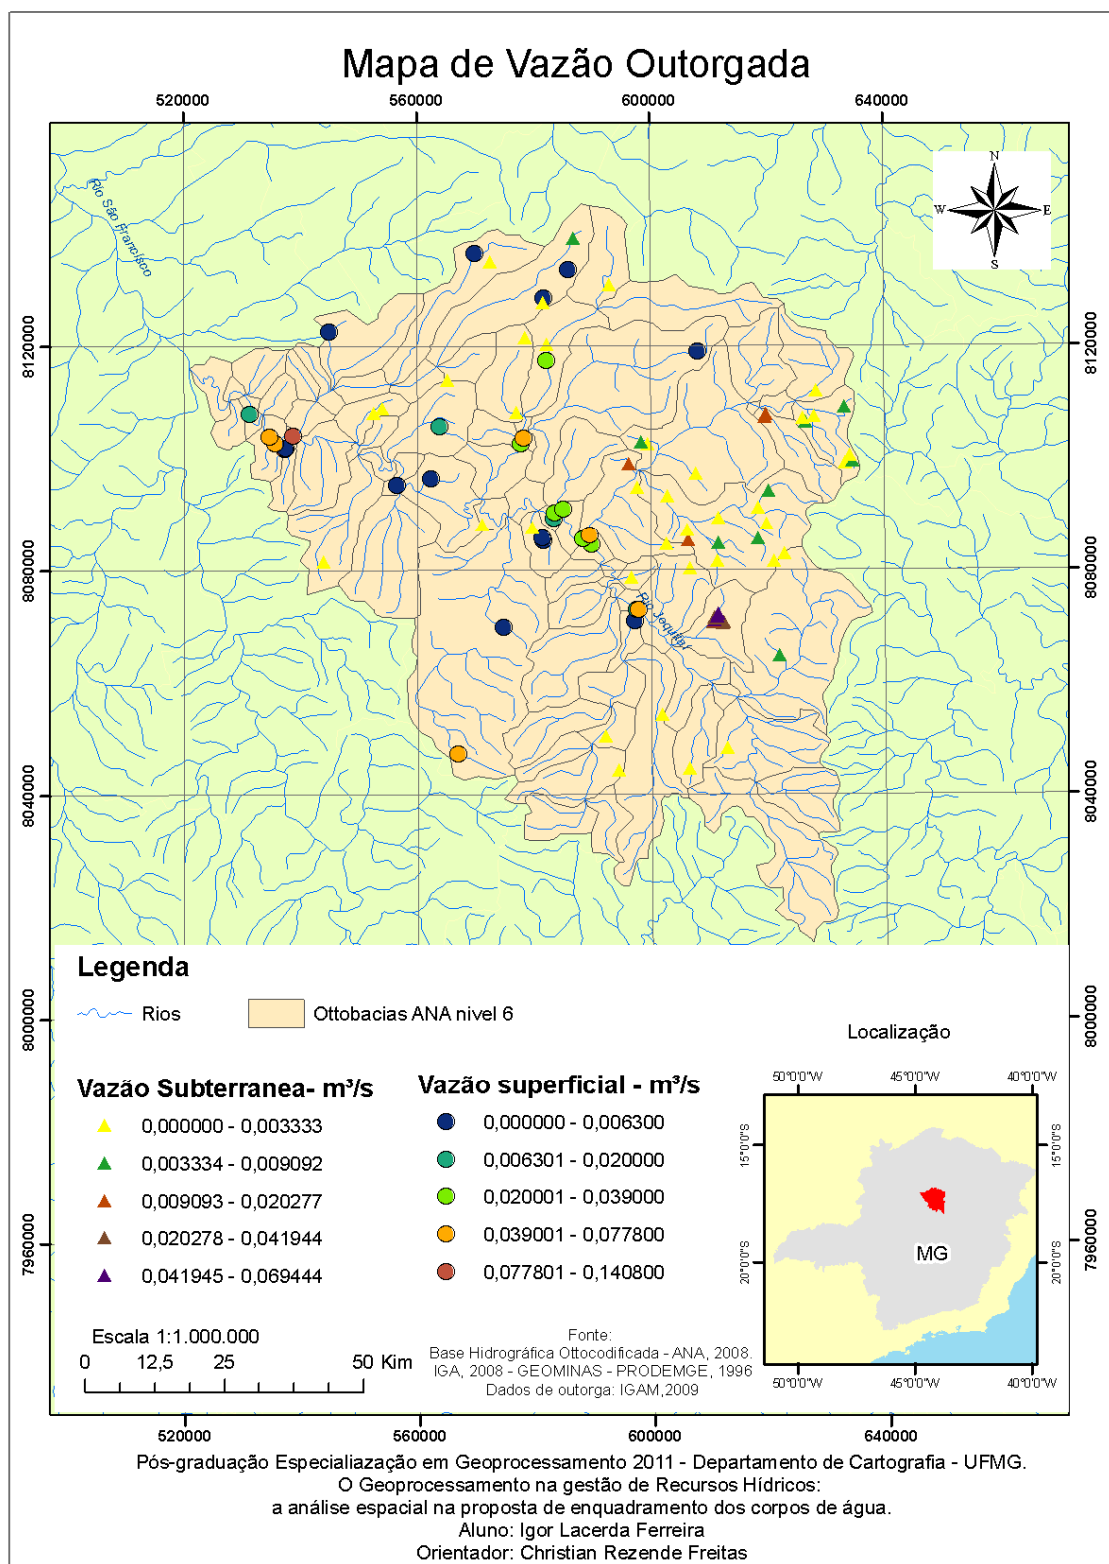 Mapa de Vazão Outorgada
520000 560000 600000 640000
Rio São Francisco
N
W E
S
8120000 8120000
8080000 8080000
Rio Jequitaí
8040000 8040000
Legenda
Rios
Ottobacias ANA nivel 6
8000000 8000000
Localização
Vazão Subterranea- m³/s
0,000000 - 0,003333
0,003334 - 0,009092
0,009093 - 0,020277
0,020278 - 0,041944
0,041945 - 0,069444
Vazão superficial - m³/s
0,000000 - 0,006300
0,006301 - 0,020000
0,020001 - 0,039000
0,039001 - 0,077800
0,077801 - 0,140800
50°0'0"W 45°0'0"W 40°0'0"W
15°0'0"S 15°0'0"S
MG
20°0'0"S 20°0'0"S
50°0'0"W 45°0'0"W 40°0'0"W
7960000 7960000
Escala 1:1.000.000
0 12,5 25 50 Km
Fonte:
Base Hidrográfica Ottocodificada - ANA, 2008.
IGA, 2008 - GEOMINAS - PRODEMGE, 1996
Dados de outorga: IGAM,2009
520000 560000 600000 640000
Pós-graduação Especialiazação em Geoprocessamento 2011 - Departamento de Cartografia - UFMG.
O Geoprocessamento na gestão de Recursos Hídricos:
a análise espacial na proposta de enquadramento dos corpos de água.
Aluno: Igor Lacerda Ferreira
Orientador: Christian Rezende Freitas